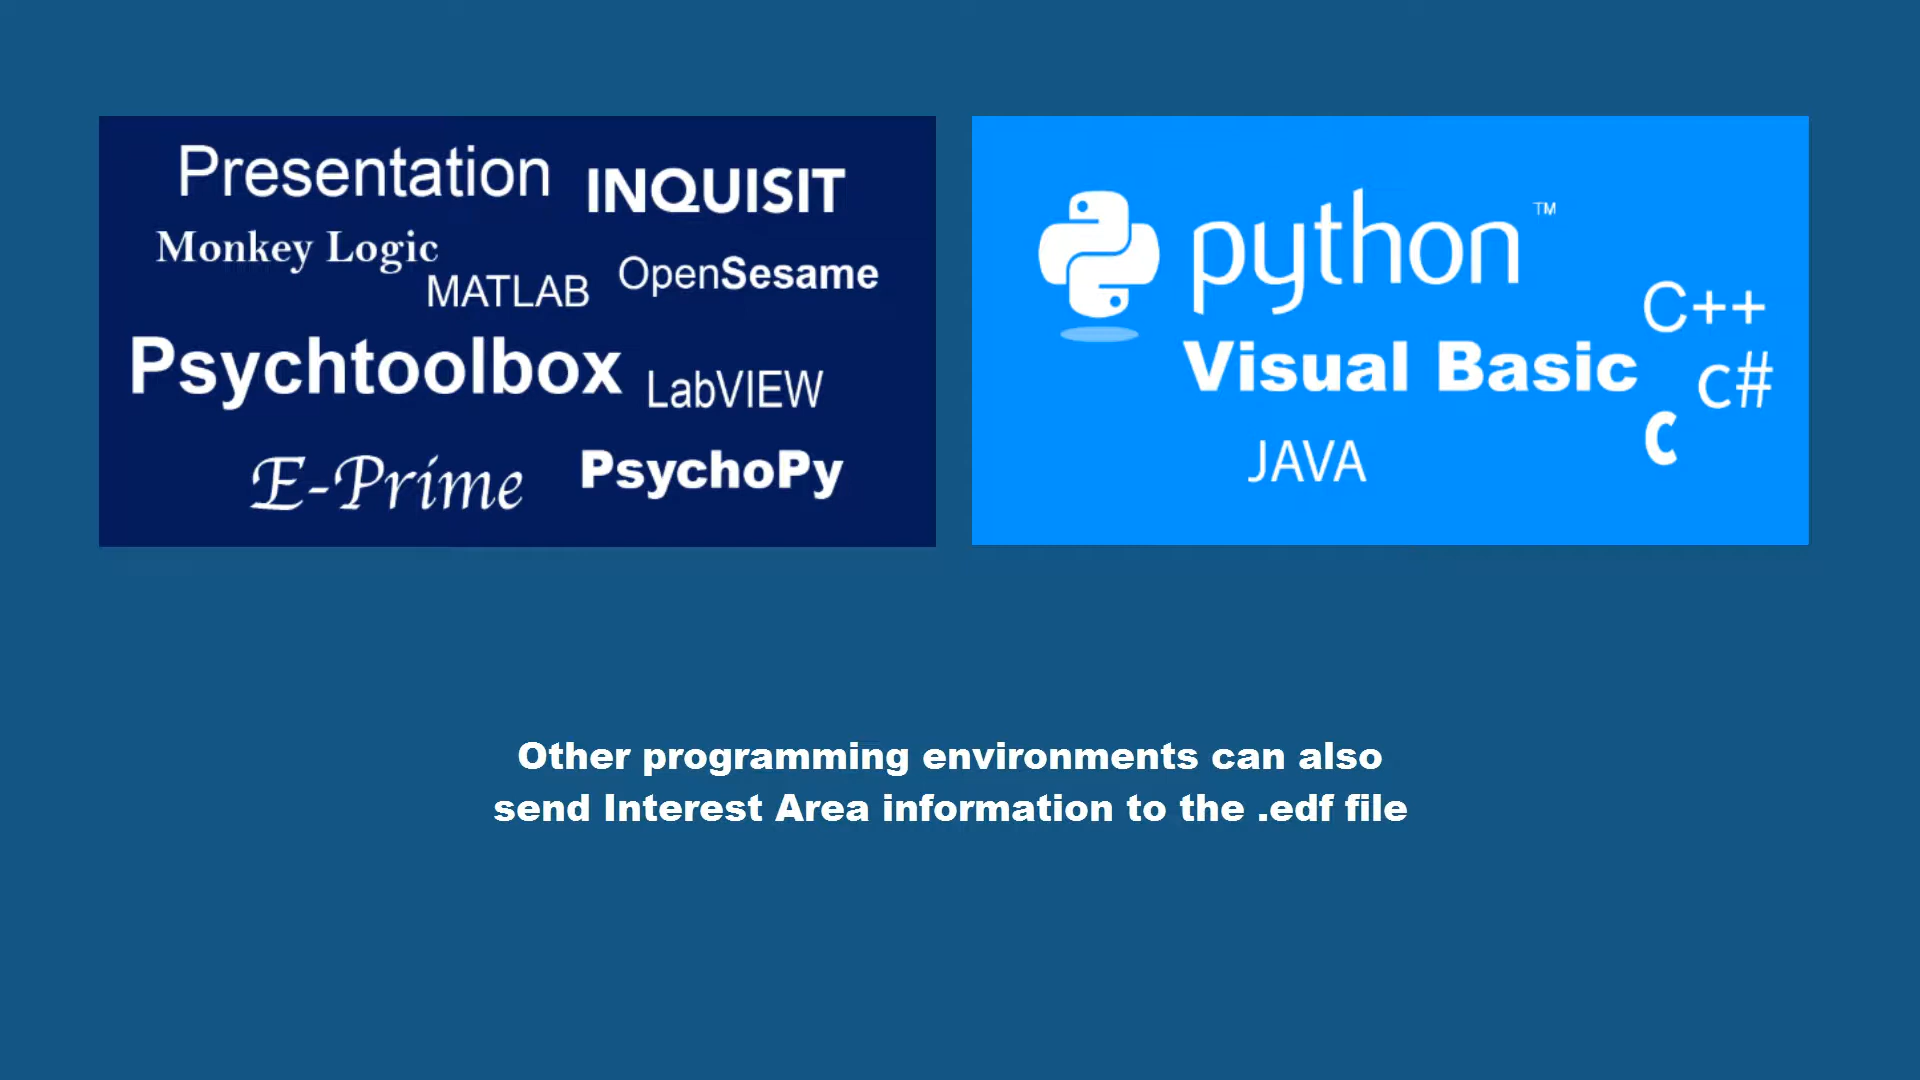 Presentation
INQUISIT
Monkey Logic
MATLAB
OpenSesame
Psychtoolbox
LabVIEW
E-Prime
PsychoPy
python™
C++
Visual Basic
c#
C
JAVA
Other programming environments can also
send Interest Area information to the .edf file